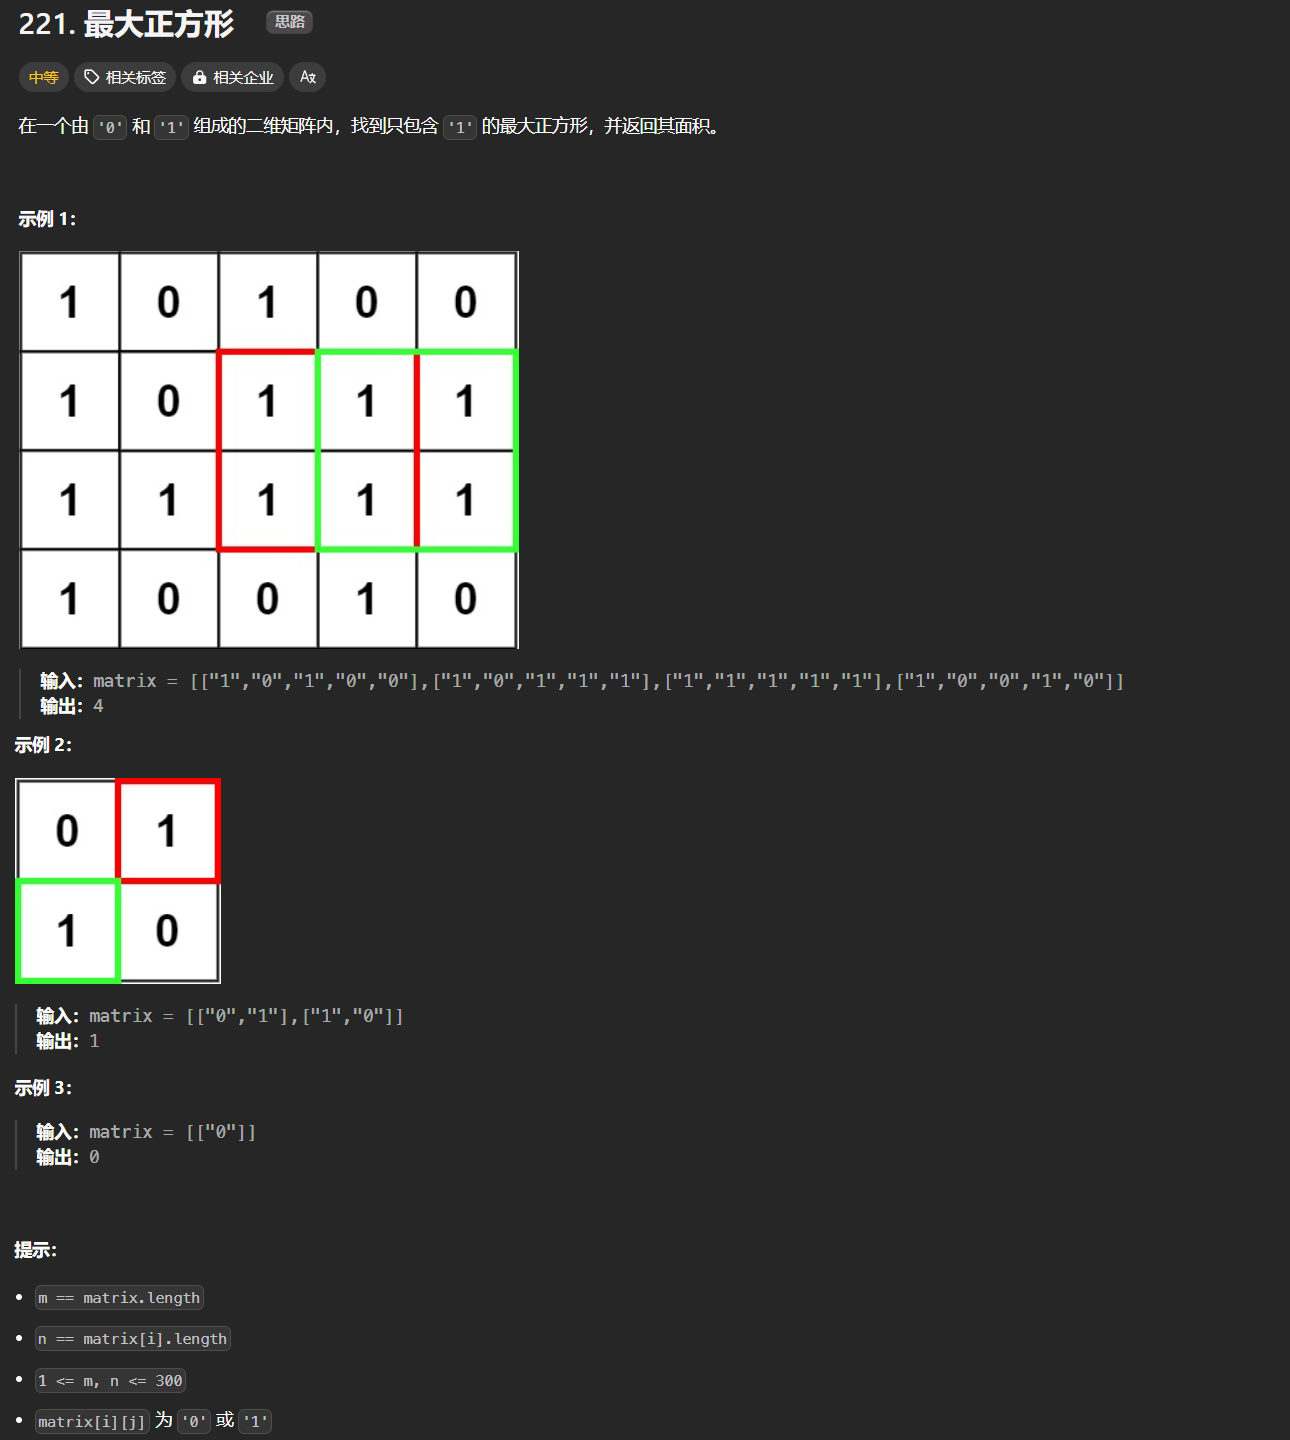 221. 最大正方形 思路
中等 相关标签 相关企业
在一个由 '0' 和 '1' 组成的二维矩阵内，找到只包含 '1' 的最大正方形，并返回其面积。
示例 1：
1 0 1 0 0
1 0 1 1 1
1 1 1 1 1
1 0 0 1 0
输入：matrix = [["1","0","1","0","0"],["1","0","1","1","1"],["1","1","1","1","1"],["1","0","0","1","0"]]
输出：4
示例 2：
0 1
1 0
输入：matrix = [["0","1"],["1","0"]]
输出：1
示例 3：
输入：matrix = [["0"]]
输出：0
提示：
• m == matrix.length
• n == matrix[i].length
• 1 <= m, n <= 300
• matrix[i][j] 为 '0' 或 '1'